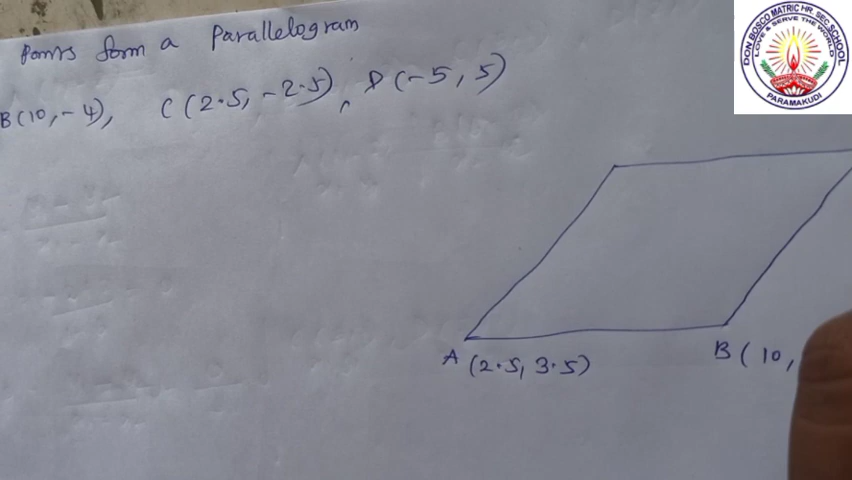 points form a Parallelogram
B(10,-4), C(2.5,-2.5), D(-5,5)
A (2.5, 3.5)
B (10,
DON BOSCO MATRIC HR. SEC SCHOOL
LOVE & SERVE THE WORLD
PARAMAKUDI